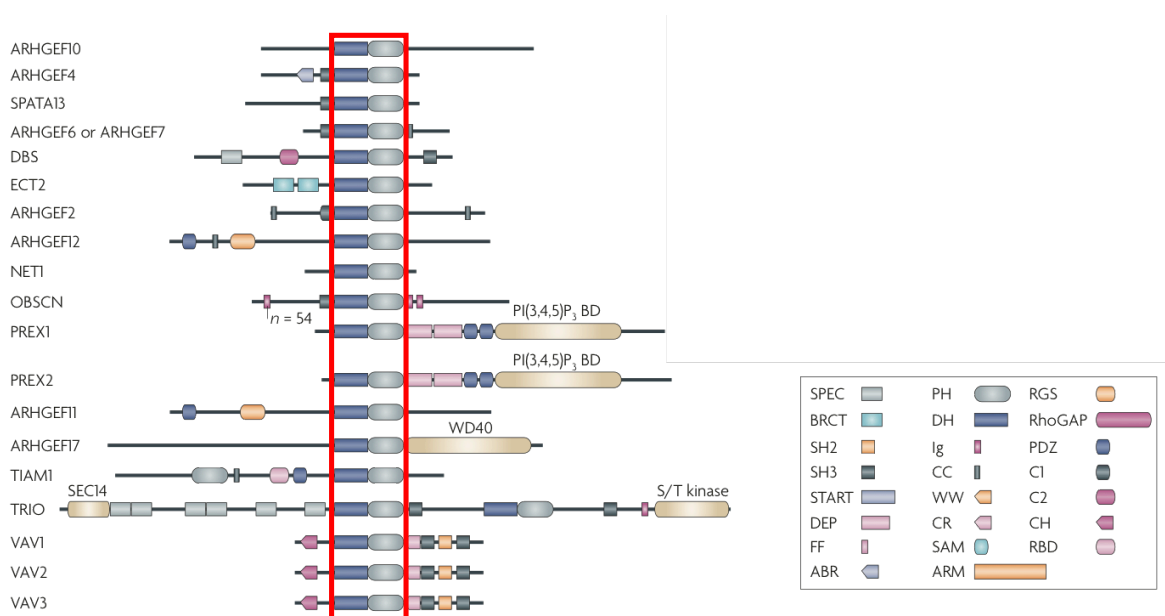 ARHGEF10
ARHGEF4
SPATA13
ARHGEF6 or ARHGEF7
DBS
ECT2
ARHGEF2
ARHGEF12
NET1
OBSCN
n = 54
PI(3,4,5)P3 BD
PREX1
PI(3,4,5)P3 BD
PREX2
ARHGEF11
WD40
ARHGEF17
TIAM1
SEC14
S/T kinase
TRIO
VAV1
VAV2
VAV3
SPEC PH RGS
BRCT DH RhoGAP
SH2 Ig PDZ
SH3 CC C1
START WW C2
DEP CR CH
FF SAM RBD
ABR ARM